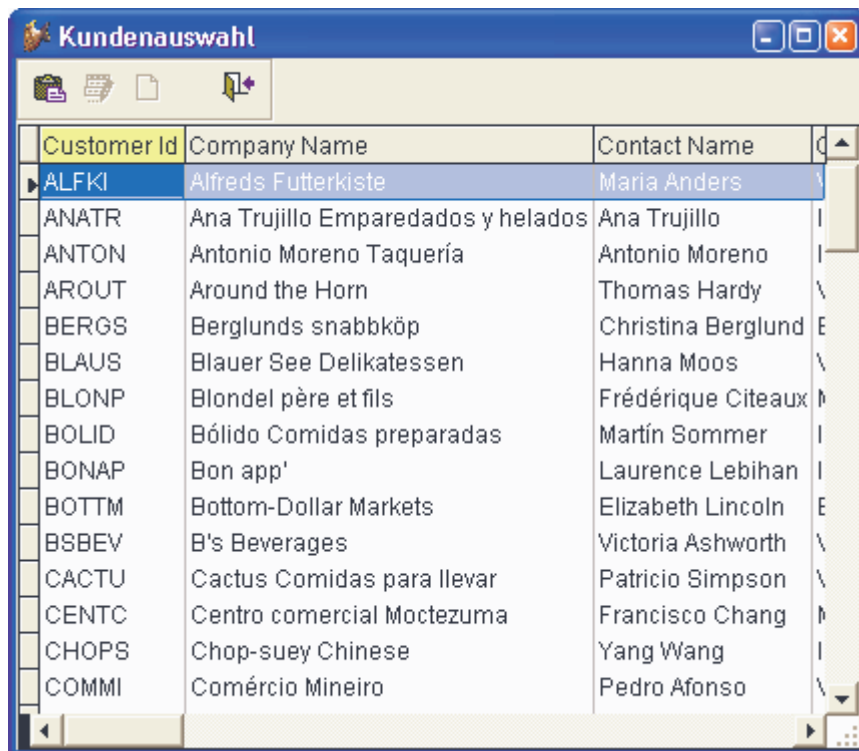 Kundenauswahl
Customer Id Company Name Contact Name
ALFKI Alfreds Futterkiste Maria Anders
ANATR Ana Trujillo Emparedados y helados Ana Trujillo
ANTON Antonio Moreno Taquería Antonio Moreno
AROUT Around the Horn Thomas Hardy
BERGS Berglunds snabbköp Christina Berglund
BLAUS Blauer See Delikatessen Hanna Moos
BLONP Blondel père et fils Frédérique Citeaux
BOLID Bólido Comidas preparadas Martín Sommer
BONAP Bon app' Laurence Lebihan
BOTTM Bottom-Dollar Markets Elizabeth Lincoln
BSBEV B's Beverages Victoria Ashworth
CACTU Cactus Comidas para llevar Patricio Simpson
CENTC Centro comercial Moctezuma Francisco Chang
CHOPS Chop-suey Chinese Yang Wang
COMMI Comércio Mineiro Pedro Afonso